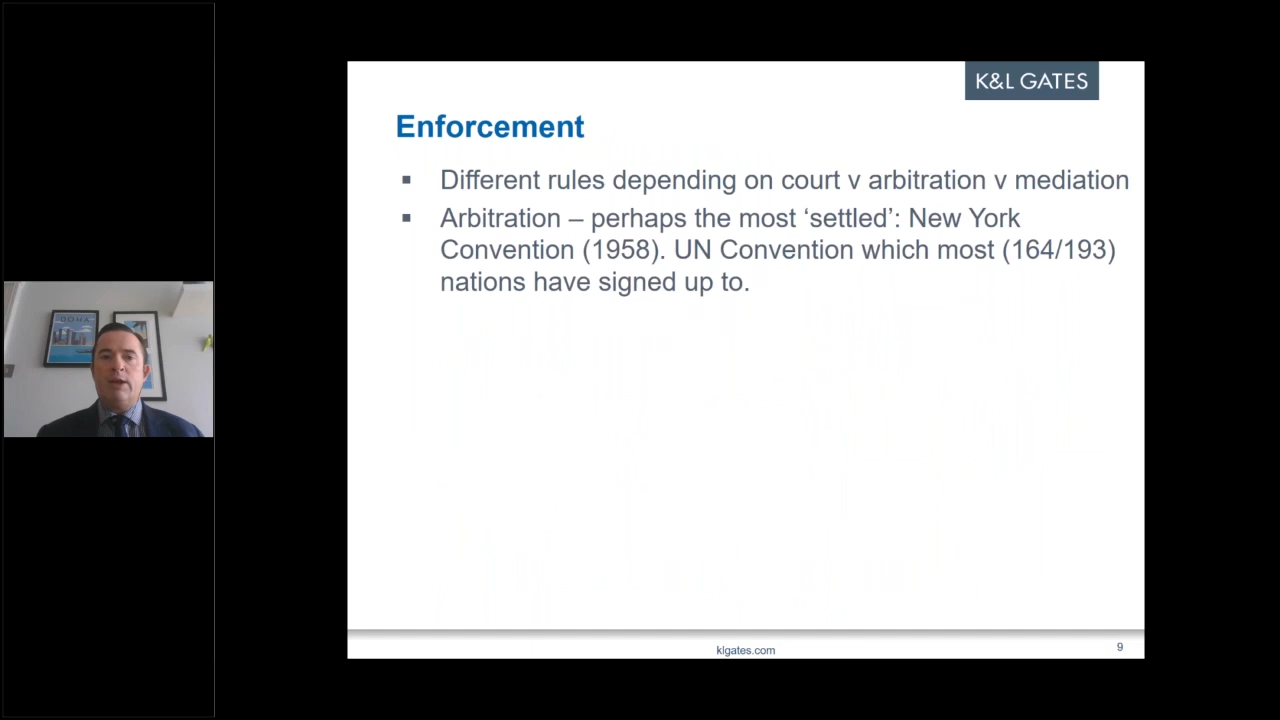 K&L GATES
Enforcement
▪ Different rules depending on court v arbitration v mediation
▪ Arbitration – perhaps the most ‘settled’: New York
Convention (1958). UN Convention which most (164/193)
nations have signed up to.
klgates.com
9
DOHA